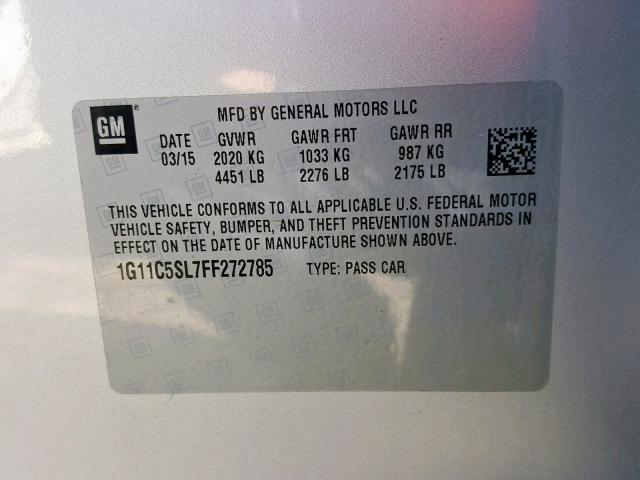 GM
MFD BY GENERAL MOTORS LLC
DATE GVWR GAWR FRT GAWR RR
03/15 2020 KG 1033 KG 987 KG
4451 LB 2276 LB 2175 LB
THIS VEHICLE CONFORMS TO ALL APPLICABLE U.S. FEDERAL MOTOR
VEHICLE SAFETY, BUMPER, AND THEFT PREVENTION STANDARDS IN
EFFECT ON THE DATE OF MANUFACTURE SHOWN ABOVE.
1G11C5SL7FF272785 TYPE: PASS CAR